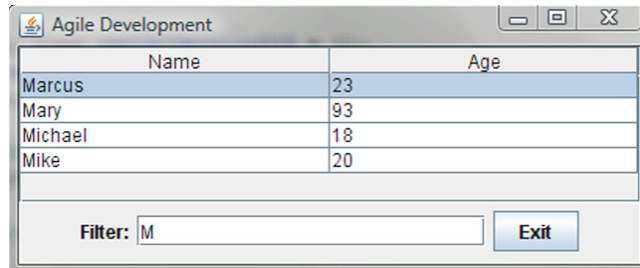 Agile Development
Name Age
Marcus 23
Mary 93
Michael 18
Mike 20
Filter: M Exit